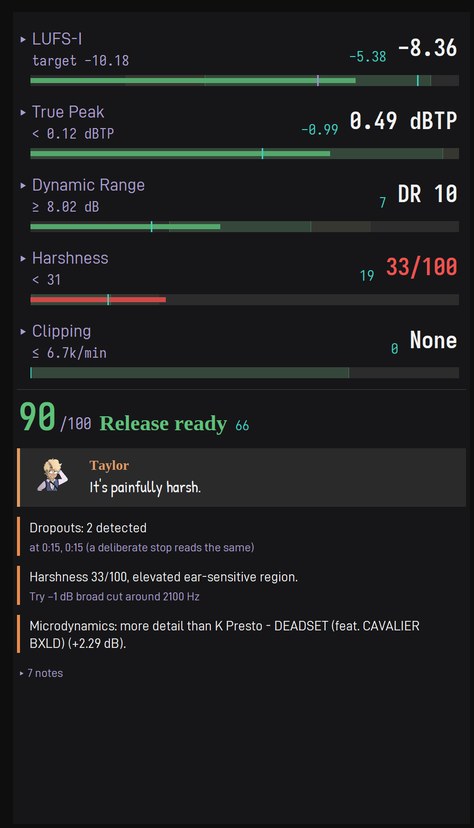 ▸ LUFS-I
target -10.18
-5.38 -8.36
▸ True Peak
< 0.12 dBTP
-0.99 0.49 dBTP
▸ Dynamic Range
≥ 8.02 dB
7 DR 10
▸ Harshness
< 31
19 33/100
▸ Clipping
≤ 6.7k/min
0 None
90/100 Release ready 66
Taylor
It's painfully harsh.
Dropouts: 2 detected
at 0:15, 0:15 (a deliberate stop reads the same)
Harshness 33/100, elevated ear-sensitive region.
Try −1 dB broad cut around 2100 Hz
Microdynamics: more detail than K Presto - DEADSET (feat. CAVALIER
BXLD) (+2.29 dB).
▸ 7 notes